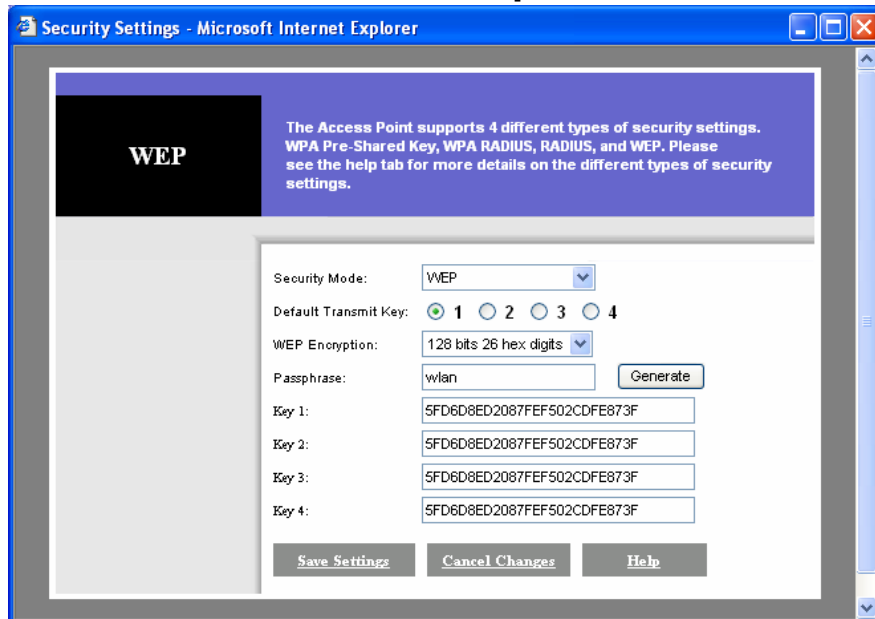 Security Settings - Microsoft Internet Explorer
WEP
The Access Point supports 4 different types of security settings.
WPA Pre-Shared Key, WPA RADIUS, RADIUS, and WEP. Please
see the help tab for more details on the different types of security
settings.
Security Mode: WEP
Default Transmit Key: 1 2 3 4
WEP Encryption: 128 bits 26 hex digits
Passphrase: wlan Generate
Key 1: 5FD6D8ED2087FEF502CDFE873F
Key 2: 5FD6D8ED2087FEF502CDFE873F
Key 3: 5FD6D8ED2087FEF502CDFE873F
Key 4: 5FD6D8ED2087FEF502CDFE873F
Save Settings Cancel Changes Help